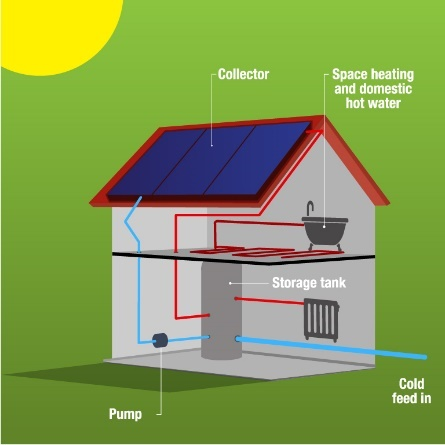 Collector
Space heating
and domestic
hot water
Storage tank
Cold
feed in
Pump